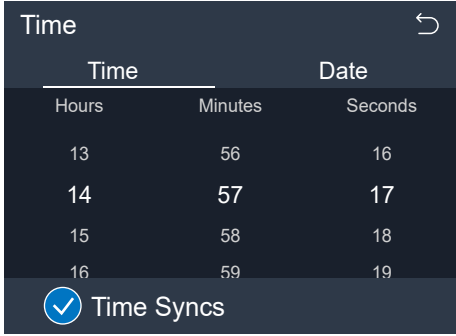 Time
Time Date
Hours Minutes Seconds
13 56 16
14 57 17
15 58 18
16 59 19
Time Syncs